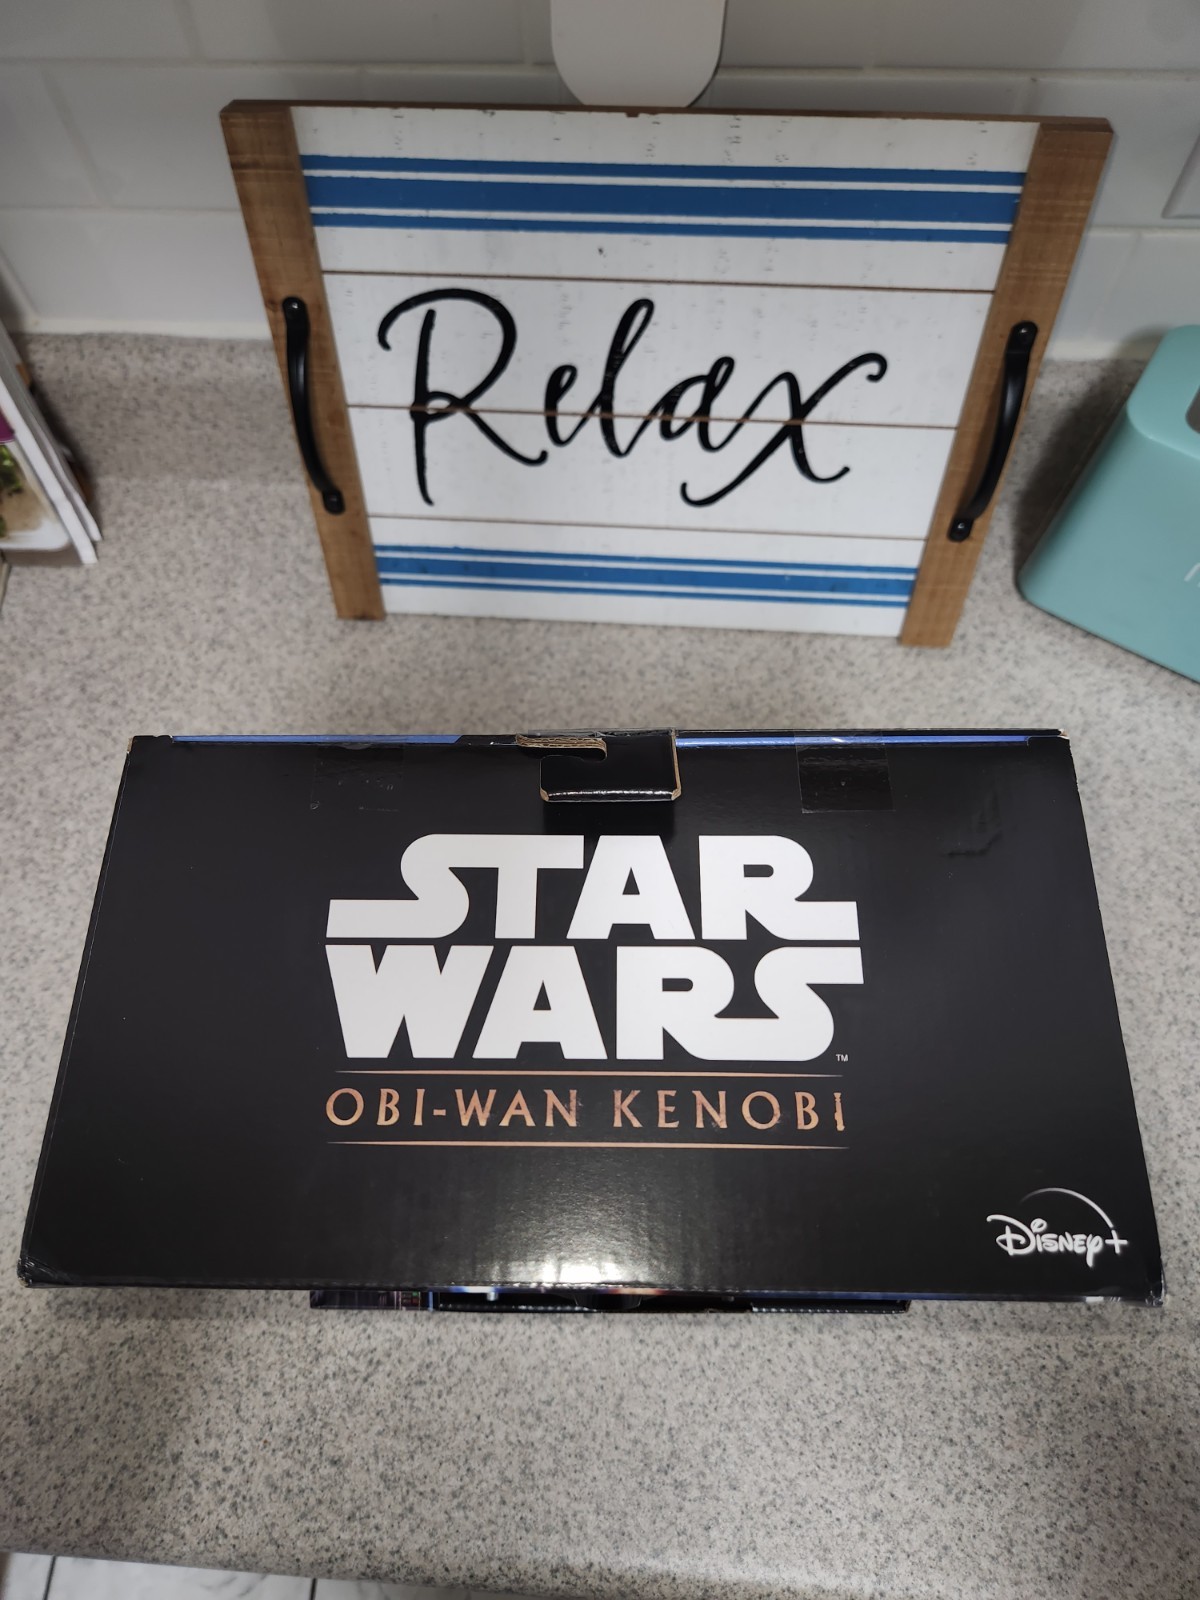 Relax
STAR
WARS
TM
OBI-WAN KENOBI
Disney+